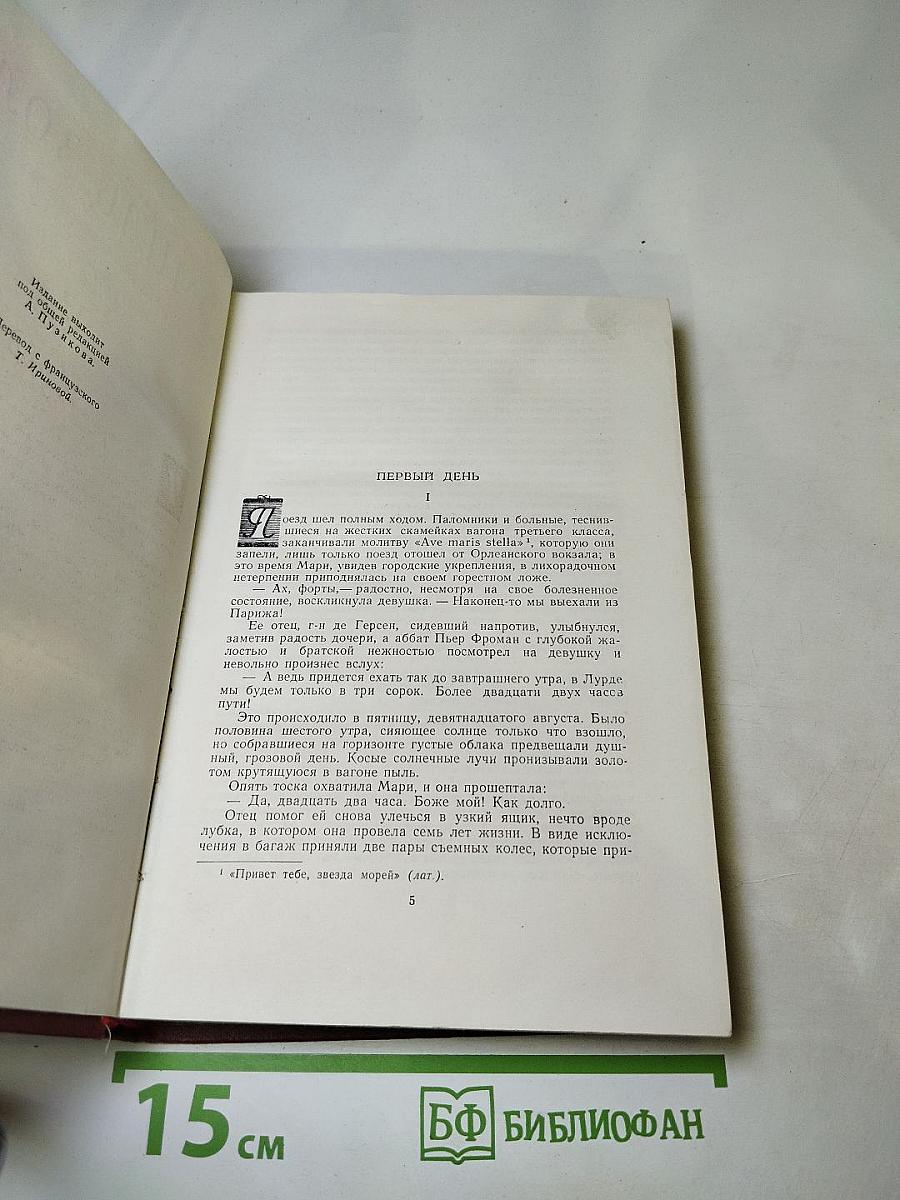 Издание выходит
под общей редакцией
А. Пузикова.
Перевод с французского
Т. Ириновой.
ПЕРВЫЙ ДЕНЬ
I
Поезд шел полным ходом. Паломники и больные, теснив-
шиеся на жестких скамейках вагона третьего класса,
заканчивали молитву «Ave maris stella» ¹, которую они
запели, лишь только поезд отошел от Орлеанского вокзала; в
это время Мари, увидев городские укрепления, в лихорадочном
нетерпении приподнялась на своем горестном ложе.
— Ах, форты,— радостно, несмотря на свое болезненное
состояние, воскликнула девушка. — Наконец-то мы выехали из
Парижа!
Ее отец, г-н де Герсен, сидевший напротив, улыбнулся,
заметив радость дочери, а аббат Пьер Фроман с глубокой жа-
лостью и братской нежностью посмотрел на девушку и
невольно произнес вслух:
— А ведь придется ехать так до завтрашнего утра, в Лурде
мы будем только в три сорок. Более двадцати двух часов
пути!
Это происходило в пятницу, девятнадцатого августа. Было
половина шестого утра, сияющее солнце только что взошло,
но собравшиеся на горизонте густые облака предвещали душ-
ный, грозовой день. Косые солнечные лучи пронизывали золо-
том крутящуюся в вагоне пыль.
Опять тоска охватила Мари, и она прошептала:
— Да, двадцать два часа. Боже мой! Как долго.
Отец помог ей снова улечься в узкий ящик, нечто вроде
лубка, в котором она провела семь лет жизни. В виде исклю-
чения в багаж приняли две пары съемных колес, которые при-
¹ «Привет тебе, звезда морей» (лат.).
5
15 см
БФ БИБЛИОФАН